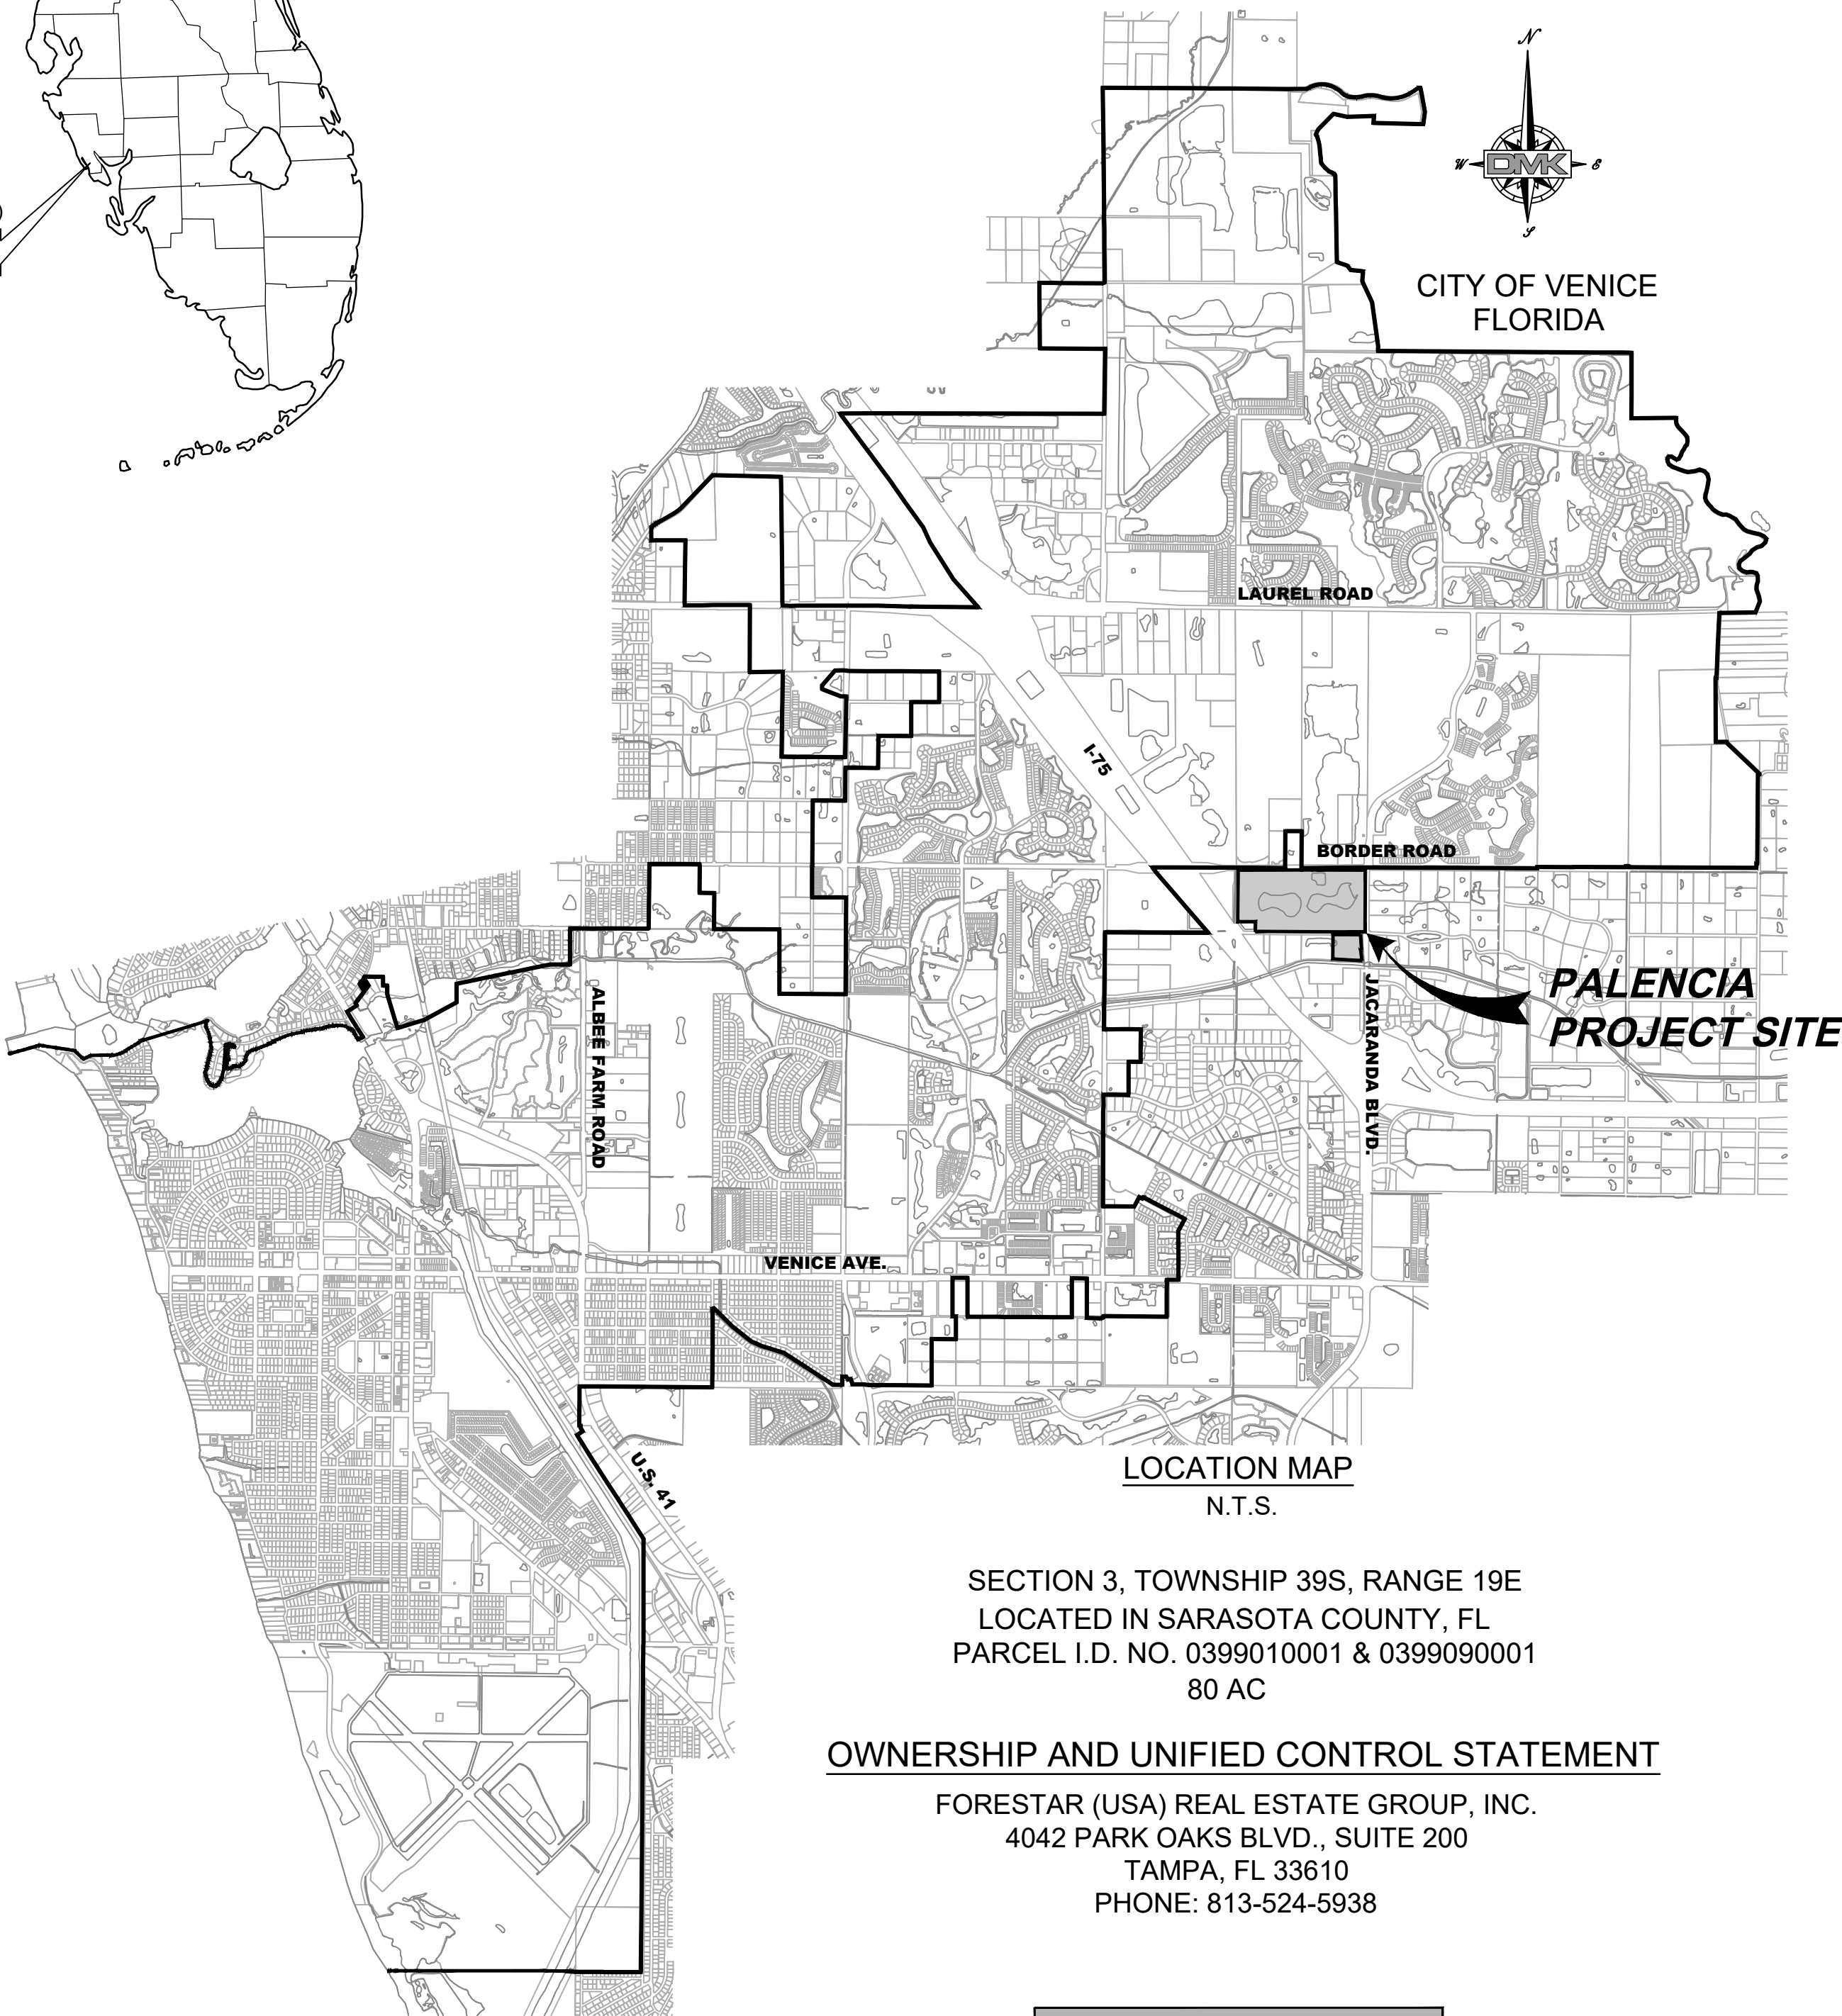 N
W
DMK
E
S
CITY OF VENICE
FLORIDA
LAUREL ROAD
I-75
BORDER ROAD
PALENCIA
PROJECT SITE
ALBEE FARM ROAD
JACARANDA BLVD.
VENICE AVE.
U.S. 41
LOCATION MAP
N.T.S.
SECTION 3, TOWNSHIP 39S, RANGE 19E
LOCATED IN SARASOTA COUNTY, FL
PARCEL I.D. NO. 0399010001 & 0399090001
80 AC
OWNERSHIP AND UNIFIED CONTROL STATEMENT
FORESTAR (USA) REAL ESTATE GROUP, INC.
4042 PARK OAKS BLVD., SUITE 200
TAMPA, FL 33610
PHONE: 813-524-5938